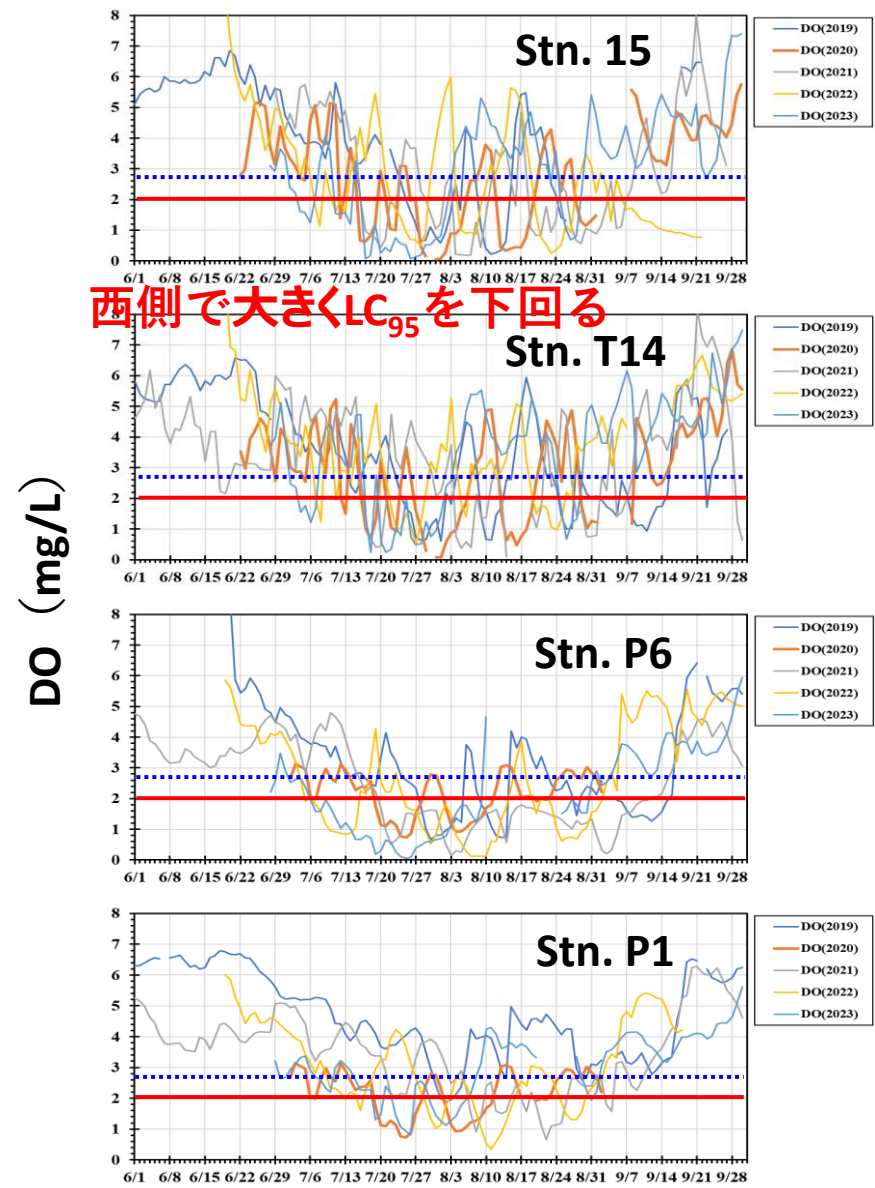 Stn. 15
8
7
6
5
4
3
2
1
0
6/1 6/8 6/15 6/22 6/29 7/6 7/13 7/20 7/27 8/3 8/10 8/17 8/24 8/31 9/7 9/14 9/21 9/28
DO(2019)
DO(2020)
DO(2021)
DO(2022)
DO(2023)
西側で大きくLC95を下回る
Stn. T14
8
7
6
5
4
3
2
1
0
6/1 6/8 6/15 6/22 6/29 7/6 7/13 7/20 7/27 8/3 8/10 8/17 8/24 8/31 9/7 9/14 9/21 9/28
DO(2019)
DO(2020)
DO(2021)
DO(2022)
DO(2023)
DO（mg/L）
Stn. P6
8
7
6
5
4
3
2
1
0
6/1 6/8 6/15 6/22 6/29 7/6 7/13 7/20 7/27 8/3 8/10 8/17 8/24 8/31 9/7 9/14 9/21 9/28
DO(2019)
DO(2020)
DO(2021)
DO(2022)
DO(2023)
Stn. P1
8
7
6
5
4
3
2
1
0
6/1 6/8 6/15 6/22 6/29 7/6 7/13 7/20 7/27 8/3 8/10 8/17 8/24 8/31 9/7 9/14 9/21 9/28
DO(2019)
DO(2020)
DO(2021)
DO(2022)
DO(2023)